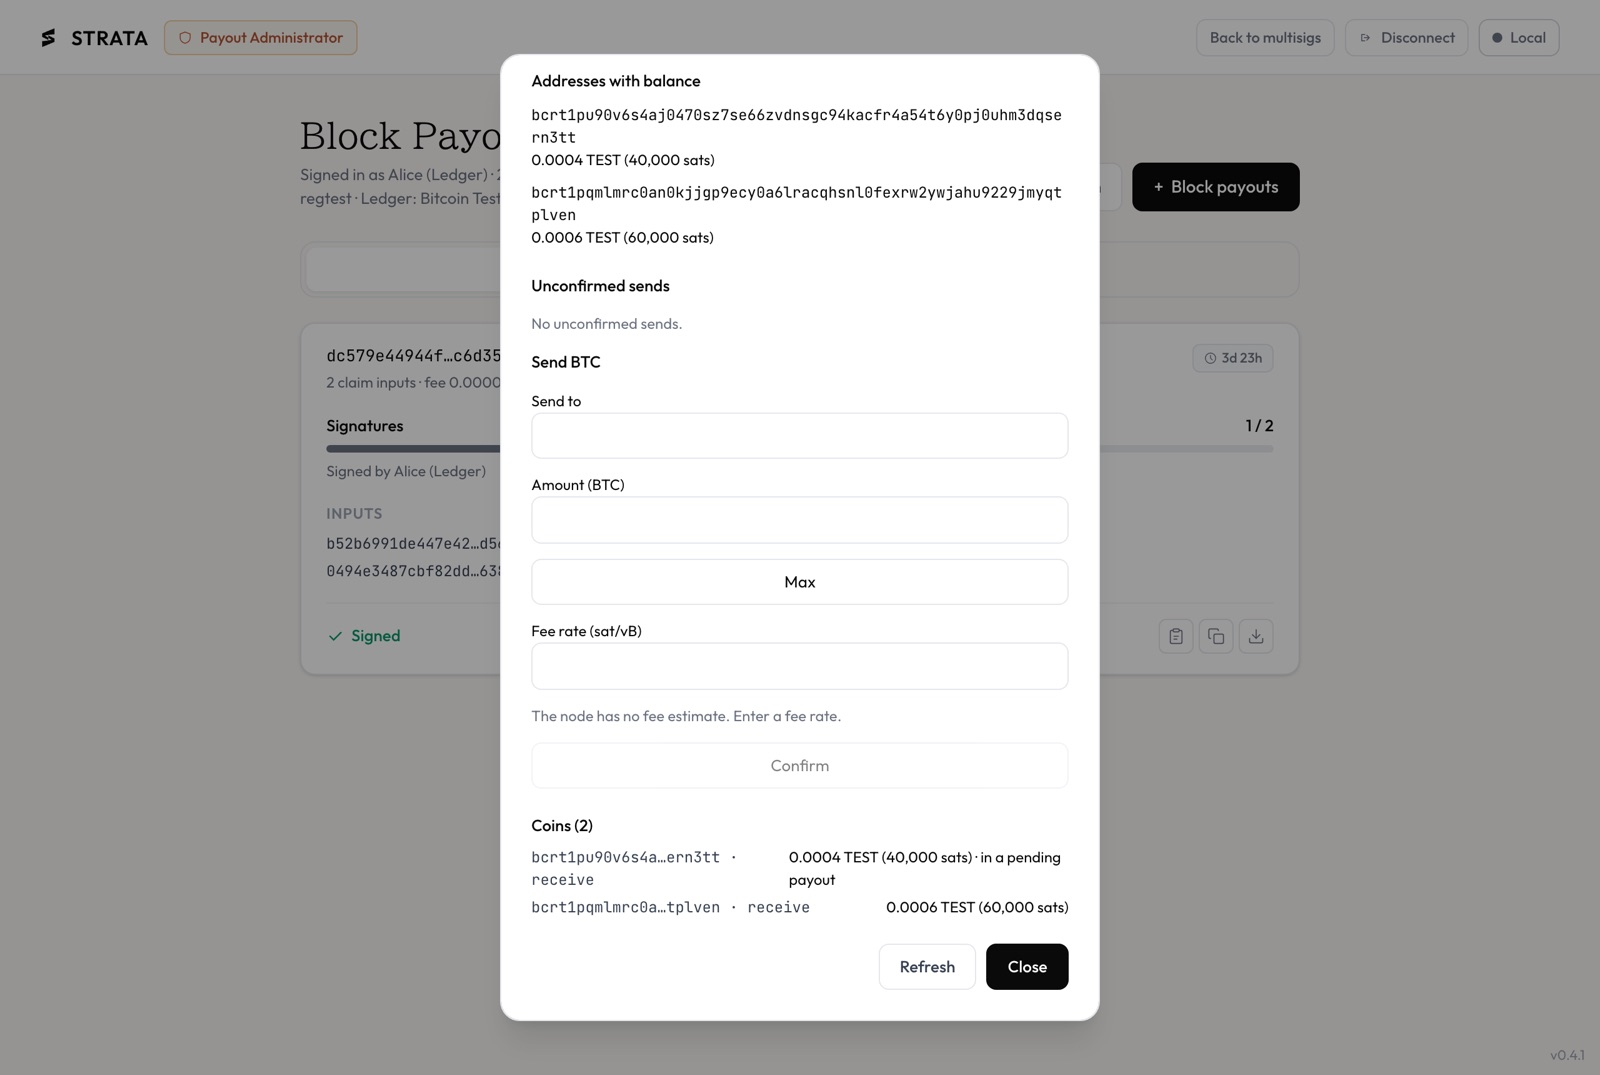 STRATA
Payout Administrator
Back to multisigs
Disconnect
Local
Block Payo
Signed in as Alice (Ledger) · 2
regtest · Ledger: Bitcoin Test
+ Block payouts
dc579e44944f…c6d35
2 claim inputs · fee 0.0000
3d 23h
Signatures
1 / 2
Signed by Alice (Ledger)
INPUTS
b52b6991de447e42…d5
0494e3487cbf82dd…63
Signed
Addresses with balance
bcrt1pu90v6s4aj0470sz7se66zvdnsgc94kacfr4a54t6y0pj0uhm3dqse
rn3tt
0.0004 TEST (40,000 sats)
bcrt1pqmlmrc0an0kjjgp9ecy0a6lracqhsnl0fexrw2ywjahu9229jmyqt
plven
0.0006 TEST (60,000 sats)
Unconfirmed sends
No unconfirmed sends.
Send BTC
Send to
Amount (BTC)
Max
Fee rate (sat/vB)
The node has no fee estimate. Enter a fee rate.
Confirm
Coins (2)
bcrt1pu90v6s4a…ern3tt ·
receive
0.0004 TEST (40,000 sats) · in a pending
payout
bcrt1pqmlmrc0a…tplven · receive
0.0006 TEST (60,000 sats)
Refresh
Close
v0.4.1